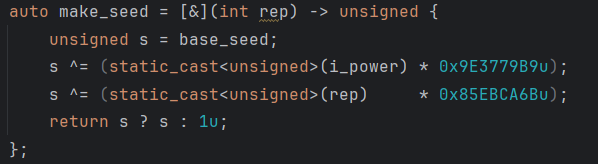 auto make_seed = [&](int rep) -> unsigned {
    unsigned s = base_seed;
    s ^= (static_cast<unsigned>(i_power) * 0x9E3779B9u);
    s ^= (static_cast<unsigned>(rep)     * 0x85EBCA6Bu);
    return s ? s : 1u;
};